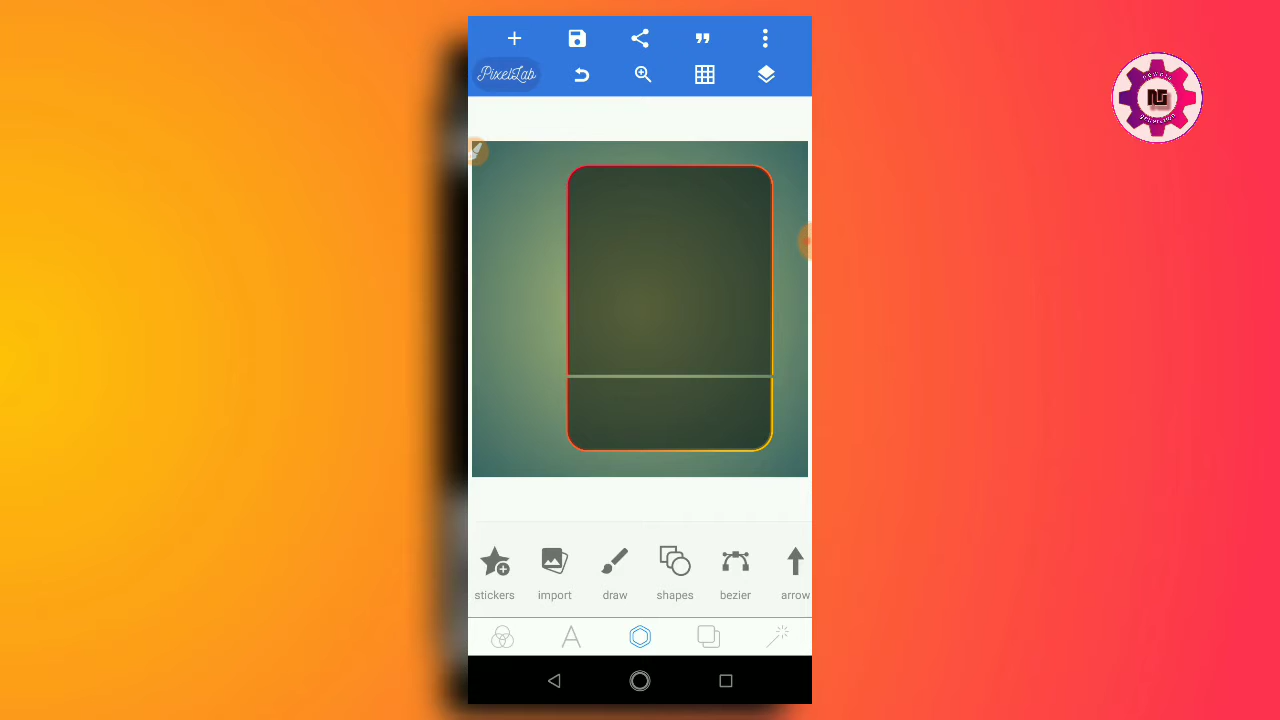 PixelLab
stickers
import
draw
shapes
bezier
arrow